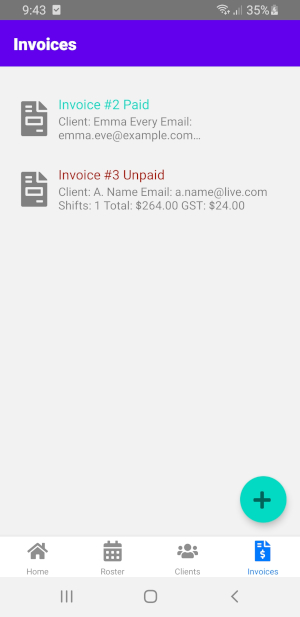 9:43 35%
Invoices
Invoice #2 Paid
Client: Emma Every Email:
emma.eve@example.com...
Invoice #3 Unpaid
Client: A. Name Email: a.name@live.com
Shifts: 1 Total: $264.00 GST: $24.00
Home Roster Clients Invoices